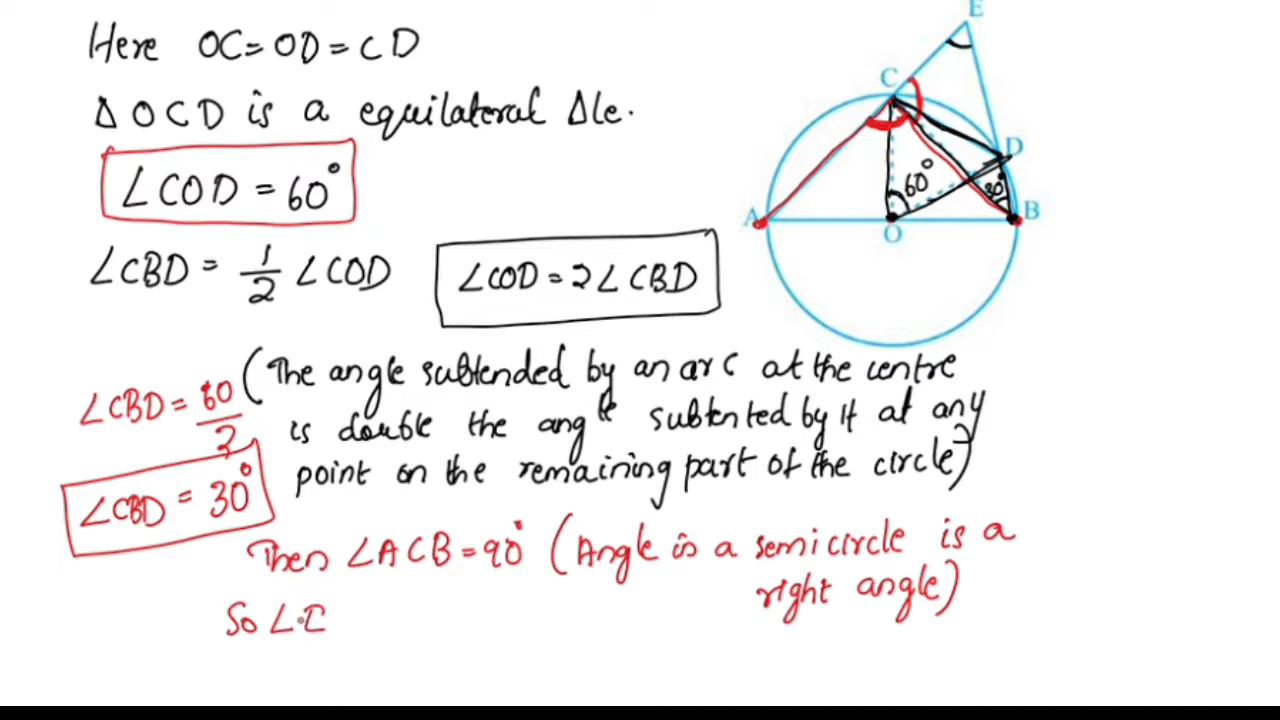 Here OC = OD = CD
Δ OCD is a equilateral Δle.
∠COD = 60°
∠CBD = 1/2 ∠COD
∠COD = 2∠CBD
(The angle subtended by an arc at the centre
is double the angle subtented by it at any
point on the remaining part of the circle)
∠CBD = 60/2
∠CBD = 30°
Then ∠ACB = 90° (Angle in a semicircle is a
right angle)
So ∠E
E
C
D
60°
30°
A
B
O